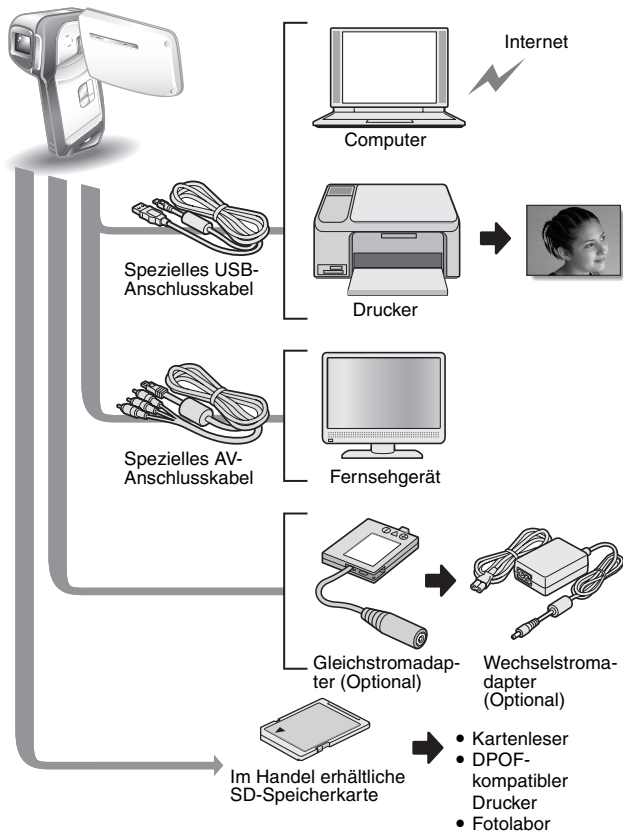 Internet
Computer
Spezielles USB-
Anschlusskabel
Drucker
Spezielles AV-
Anschlusskabel
Fernsehgerät
Gleichstromadap-
ter (Optional)
Wechselstroma-
dapter
(Optional)
Im Handel erhältliche
SD-Speicherkarte
• Kartenleser
• DPOF-
kompatibler
Drucker
• Fotolabor